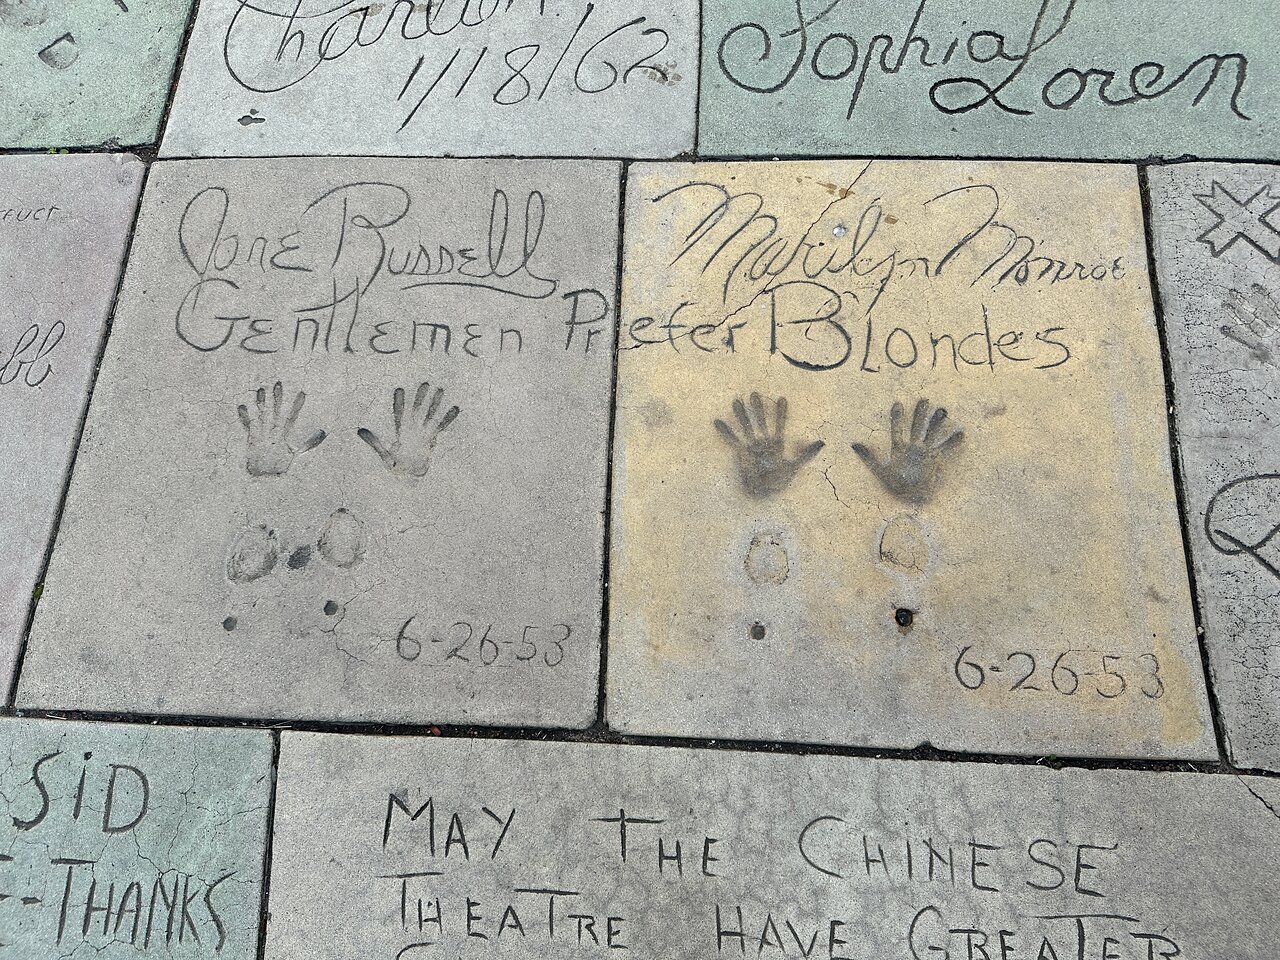 1/18/62
Sophia
Loren
Jane Russell
Gentlemen Prefer Blondes
Marilyn Monroe
6-26-53
6-26-53
SiD
THANKS
MAY THE CHINESE
THEATRE HAVE GREATER